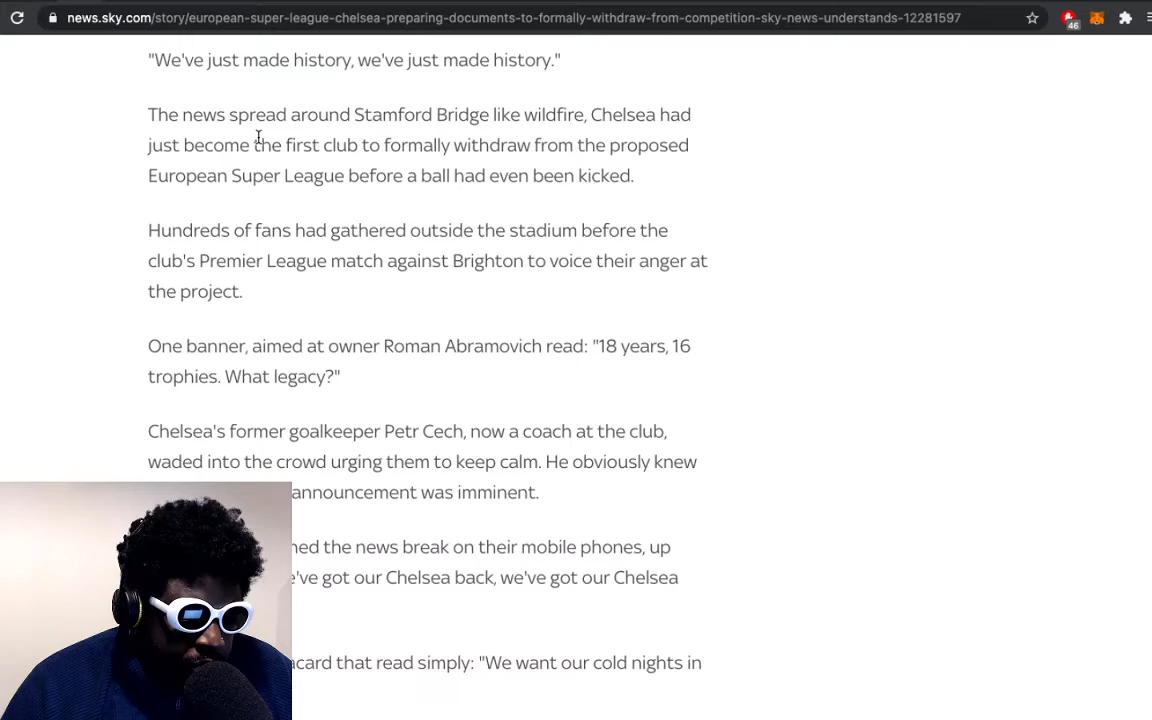 news.sky.com/story/european-super-league-chelsea-preparing-documents-to-formally-withdraw-from-competition-sky-news-understands-12281597
46
"We've just made history, we've just made history."
The news spread around Stamford Bridge like wildfire, Chelsea had
just become the first club to formally withdraw from the proposed
European Super League before a ball had even been kicked.
Hundreds of fans had gathered outside the stadium before the
club's Premier League match against Brighton to voice their anger at
the project.
One banner, aimed at owner Roman Abramovich read: "18 years, 16
trophies. What legacy?"
Chelsea's former goalkeeper Petr Cech, now a coach at the club,
waded into the crowd urging them to keep calm. He obviously knew
announcement was imminent.
the news break on their mobile phones, up
've got our Chelsea back, we've got our Chelsea
that read simply: "We want our cold nights in